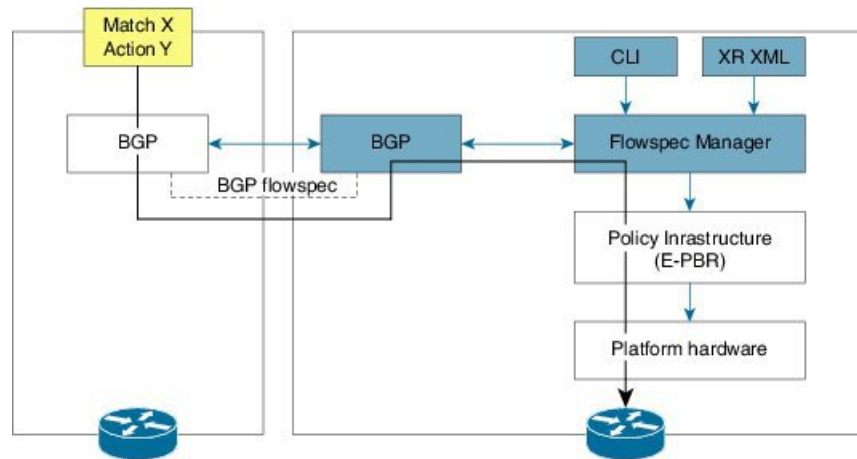 Match X
Action Y
CLI
XR XML
BGP
BGP
Flowspec Manager
BGP flowspec
Policy Inrastructure
(E-PBR)
Platform hardware